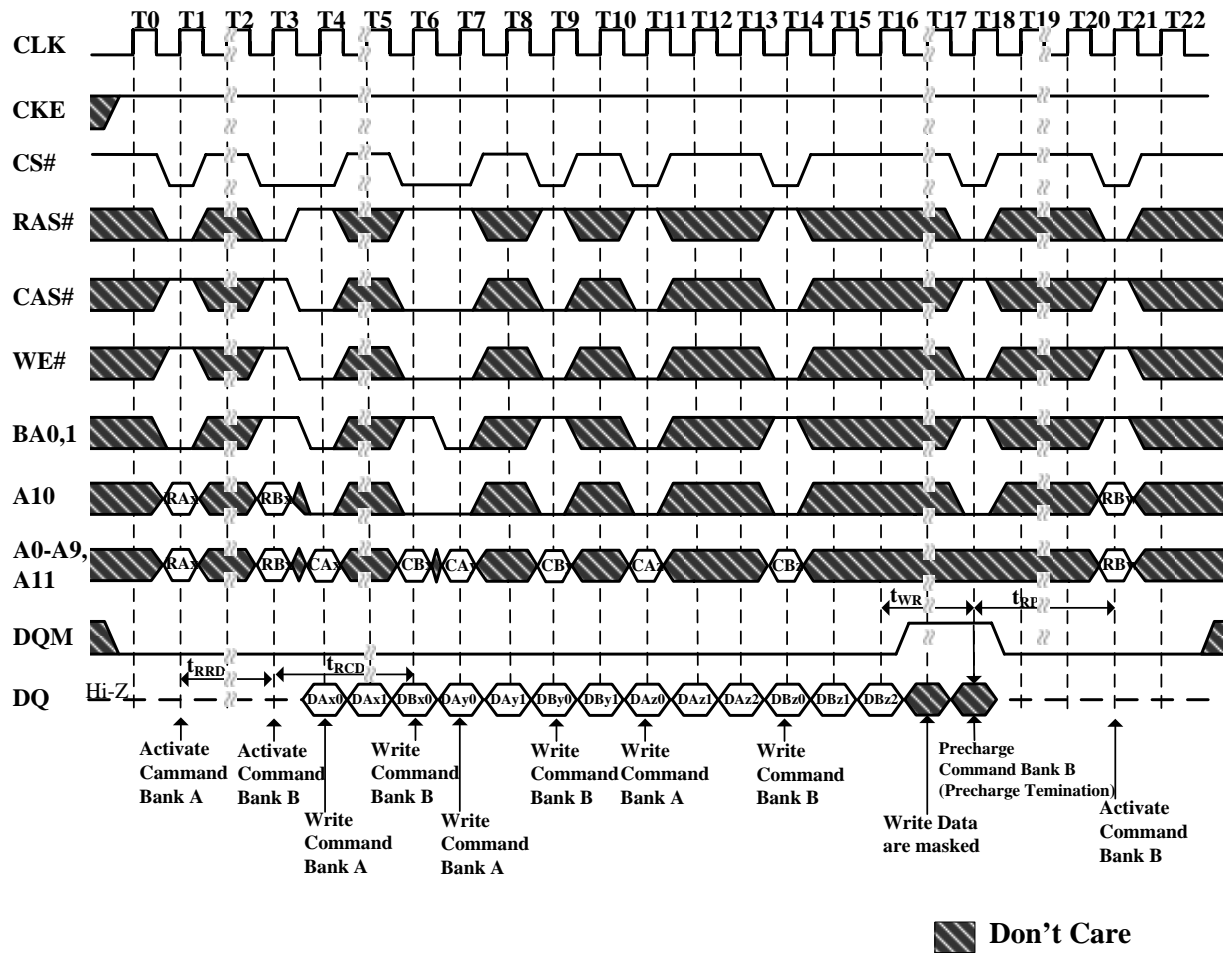 T0 T1 T2 T3 T4 T5 T6 T7 T8 T9 T10 T11 T12 T13 T14 T15 T16 T17 T18 T19 T20 T21 T22
CLK
CKE
CS#
RAS#
CAS#
WE#
BA0,1
A10
RAx RBx RBy
A0-A9,
A11
RAx RBx CAx CBx CAy CBy CAz CBz RBy
tWR tRP
DQM
tRRD tRCD
DQ
Hi-Z
DAx0 DAx1 DBx0 DAy0 DAy1 DBy0 DBy1 DAz0 DAz1 DAz2 DBz0 DBz1 DBz2
Activate
Cammand
Bank A
Activate
Command
Bank B
Write
Command
Bank A
Write
Command
Bank B
Write
Command
Bank A
Write
Command
Bank B
Write
Command
Bank A
Write
Command
Bank B
Write Data
are masked
Precharge
Command Bank B
(Precharge Temination)
Activate
Command
Bank B
Don't Care